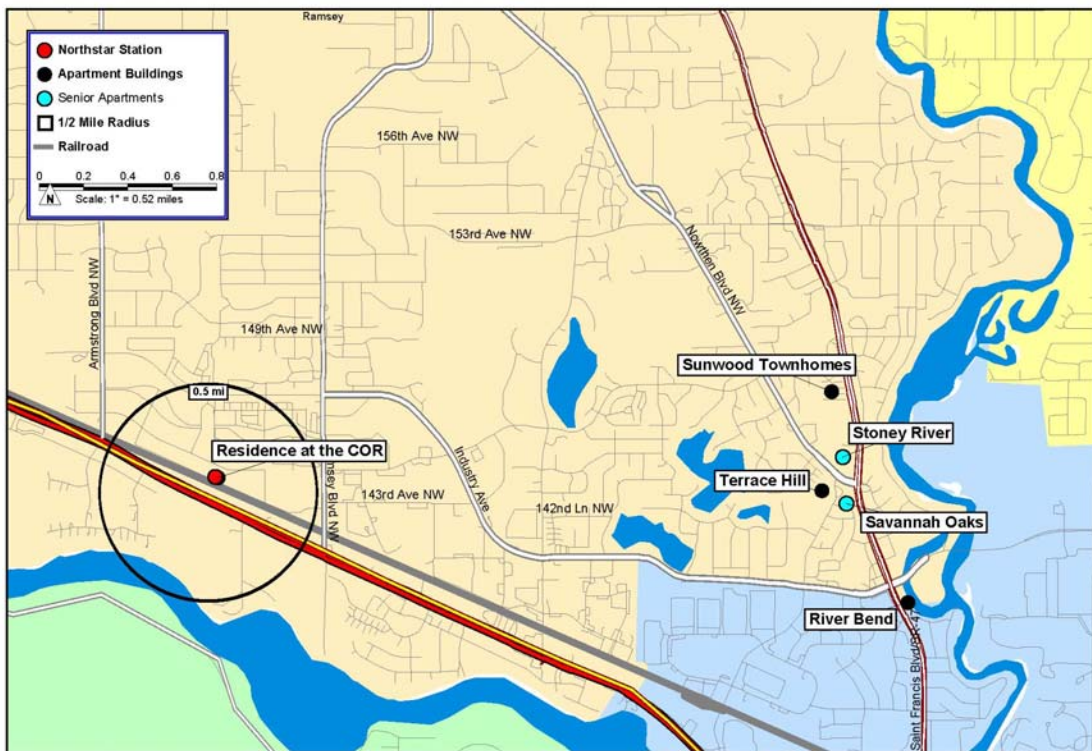 Ramsey
Northstar Station
Apartment Buildings
Senior Apartments
1/2 Mile Radius
Railroad
0 0.2 0.4 0.6 0.8
N
Scale: 1" = 0.52 miles
156th Ave NW
153rd Ave NW
Nowthen Blvd NW
Armstrong Blvd NW
149th Ave NW
0.5 mi
Sunwood Townhomes
Stoney River
Residence at the COR
Industry Ave
msey Blvd NW
143rd Ave NW
Terrace Hill
142nd Ln NW
Savannah Oaks
River Bend
Saint Francis Blvd/